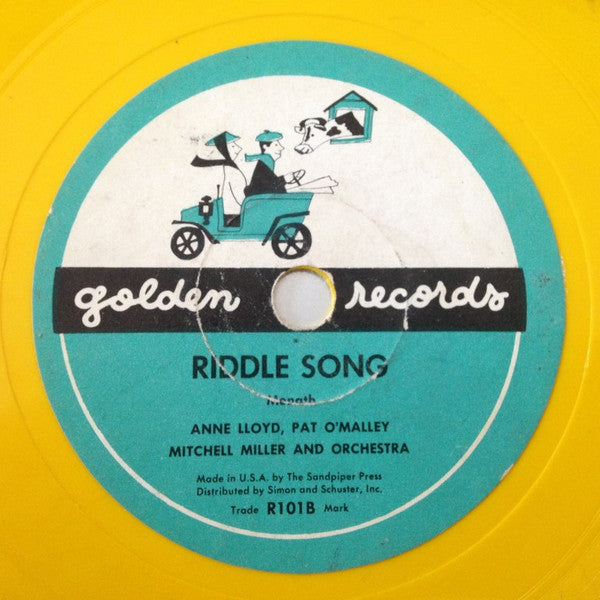 golden records
RIDDLE SONG
Monath
ANNE LLOYD, PAT O'MALLEY
MITCHELL MILLER AND ORCHESTRA
Made in U.S.A. by The Sandpiper Press
Distributed by Simon and Schuster, Inc.
Trade R101B Mark